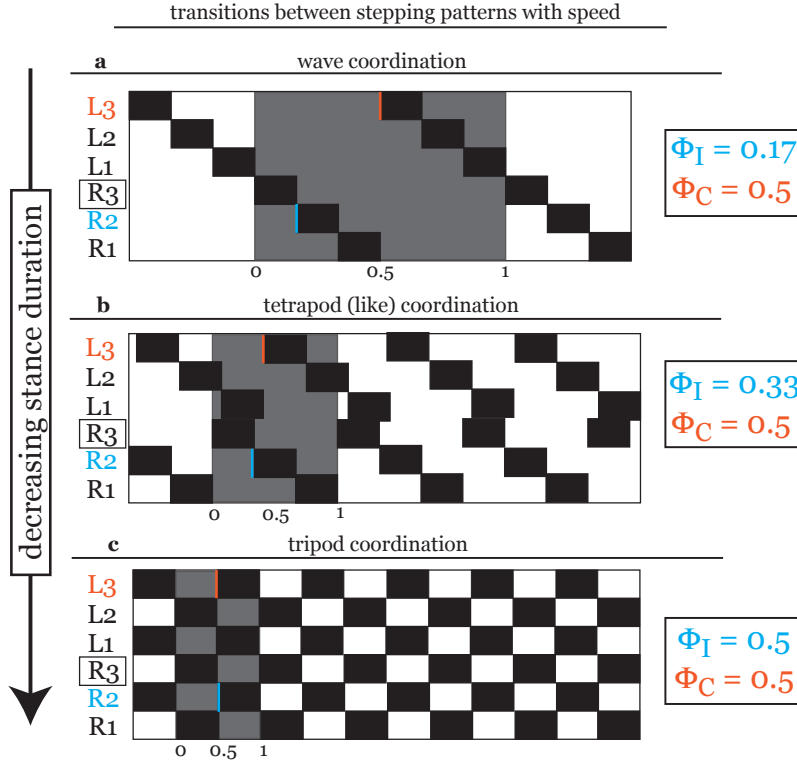 transitions between stepping patterns with speed
a wave coordination
L3
L2
L1
R3
R2
R1
0 0.5 1
ΦI = 0.17
ΦC = 0.5
decreasing stance duration
b tetrapod (like) coordination
L3
L2
L1
R3
R2
R1
0 0.5 1
ΦI = 0.33
ΦC = 0.5
c tripod coordination
L3
L2
L1
R3
R2
R1
0 0.5 1
ΦI = 0.5
ΦC = 0.5